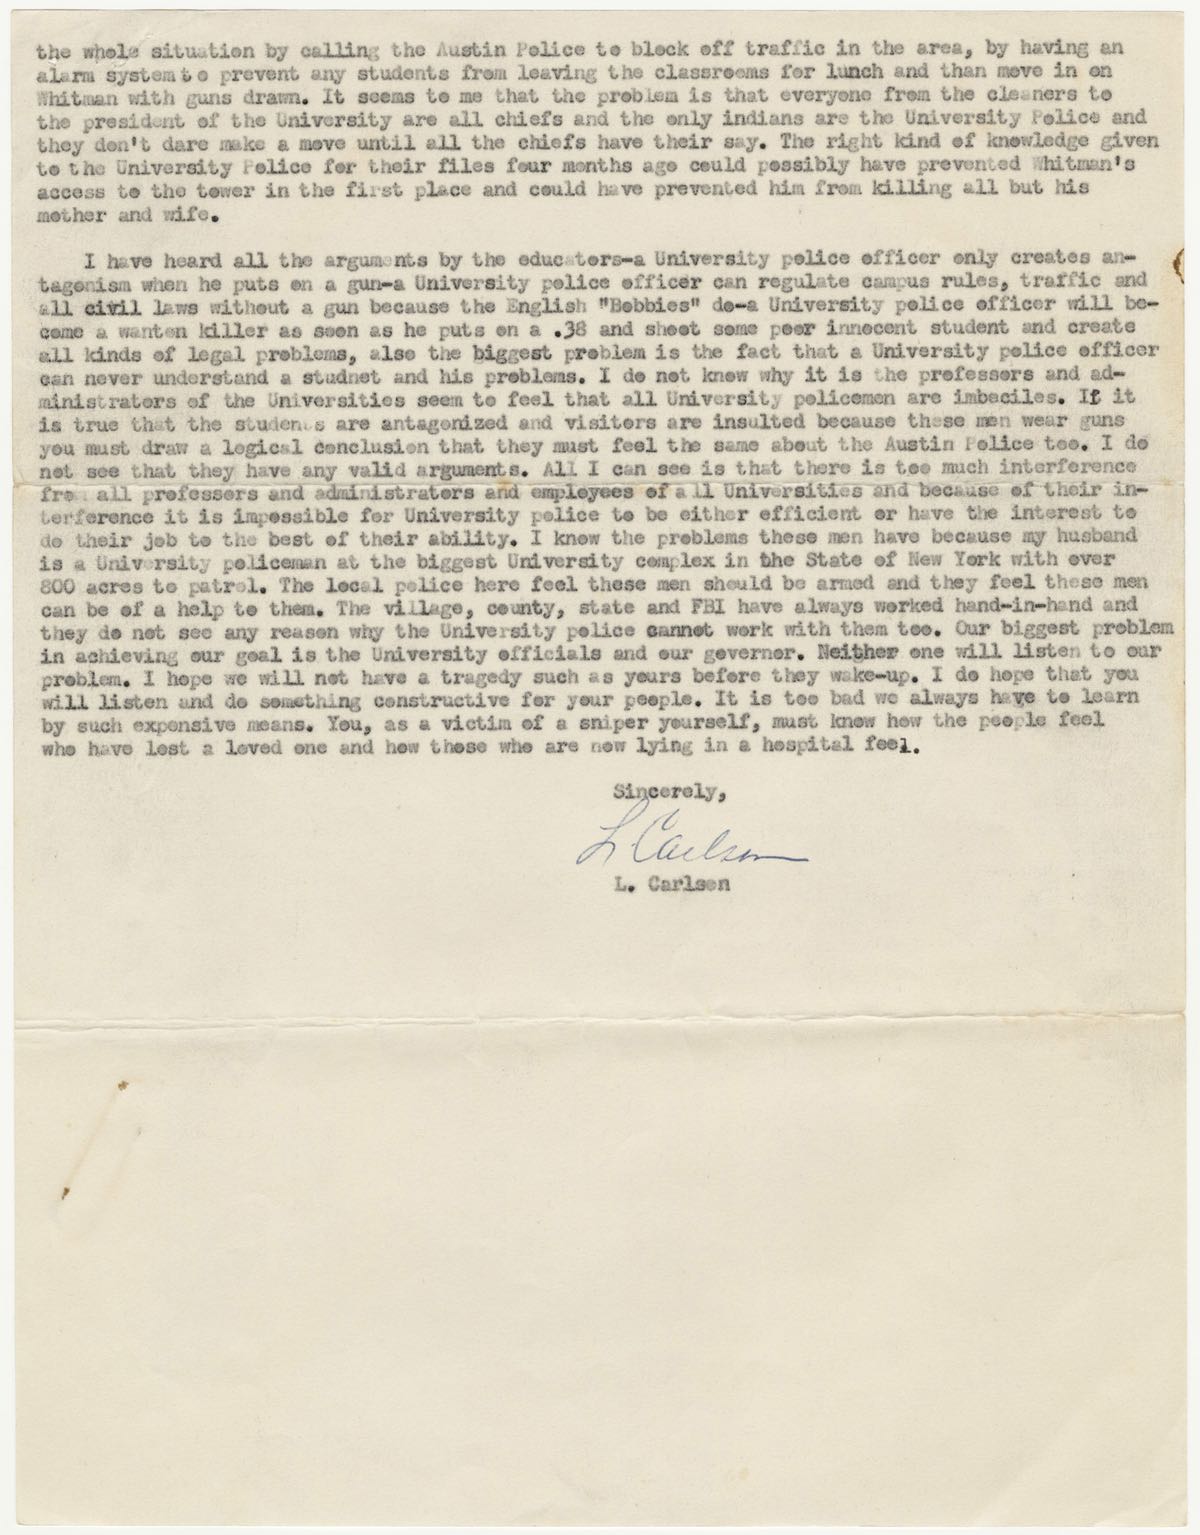 the whole situation by calling the Austin Police to block off traffic in the area, by having an
alarm system to prevent any students from leaving the classrooms for lunch and than move in on
Whitman with guns drawn. It seems to me that the problem is that everyone from the cleaners to
the president of the University are all chiefs and the only indians are the University Police and
they don't dare make a move until all the chiefs have their say. The right kind of knowledge given
to the University Police for their files four months ago could possibly have prevented Whitman's
access to the tower in the first place and could have prevented him from killing all but his
mother and wife.
I have heard all the arguments by the educators-a University police officer only creates an-
tagonism when he puts on a gun-a University police officer can regulate campus rules, traffic and
all civil laws without a gun because the English "Bobbies" do-a University police officer will be-
come a wanton killer as soon as he puts on a .38 and shoot some poor innocent student and create
all kinds of legal problems, also the biggest problem is the fact that a University police officer
can never understand a studnet and his problems. I do not know why it is the professors and ad-
ministrators of the Universities seem to feel that all University policemen are imbeciles. If it
is true that the students are antagonized and visitors are insulted because these men wear guns
you must draw a logical conclusion that they must feel the same about the Austin Police too. I do
not see that they have any valid arguments. All I can see is that there is too much interference
from all professors and administrators and employees of all Universities and because of their in-
terference it is impossible for University police to be either efficient or have the interest to
do their job to the best of their ability. I know the problems these men have because my husband
is a University policeman at the biggest University complex in the State of New York with over
800 acres to patrol. The local police here feel these men should be armed and they feel these men
can be of a help to them. The village, county, state and FBI have always worked hand-in-hand and
they do not see any reason why the University police cannot work with them too. Our biggest problem
in achieving our goal is the University officials and our governor. Neither one will listen to our
problem. I hope we will not have a tragedy such as yours before they wake-up. I do hope that you
will listen and do something constructive for your people. It is too bad we always have to learn
by such expensive means. You, as a victim of a sniper yourself, must know how the people feel
who have lost a loved one and how those who are now lying in a hospital feel.
Sincerely,
L Carlson
L. Carlson